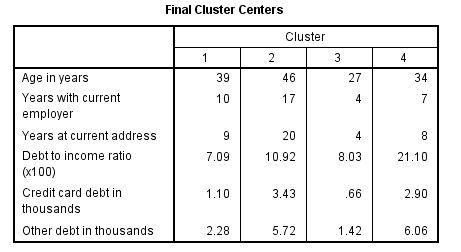 Final Cluster Centers
Cluster
1 2 3 4
Age in years 39 46 27 34
Years with current
employer 10 17 4 7
Years at current address 9 20 4 8
Debt to income ratio
(x100) 7.09 10.92 8.03 21.10
Credit card debt in
thousands 1.10 3.43 .66 2.90
Other debt in thousands 2.28 5.72 1.42 6.06